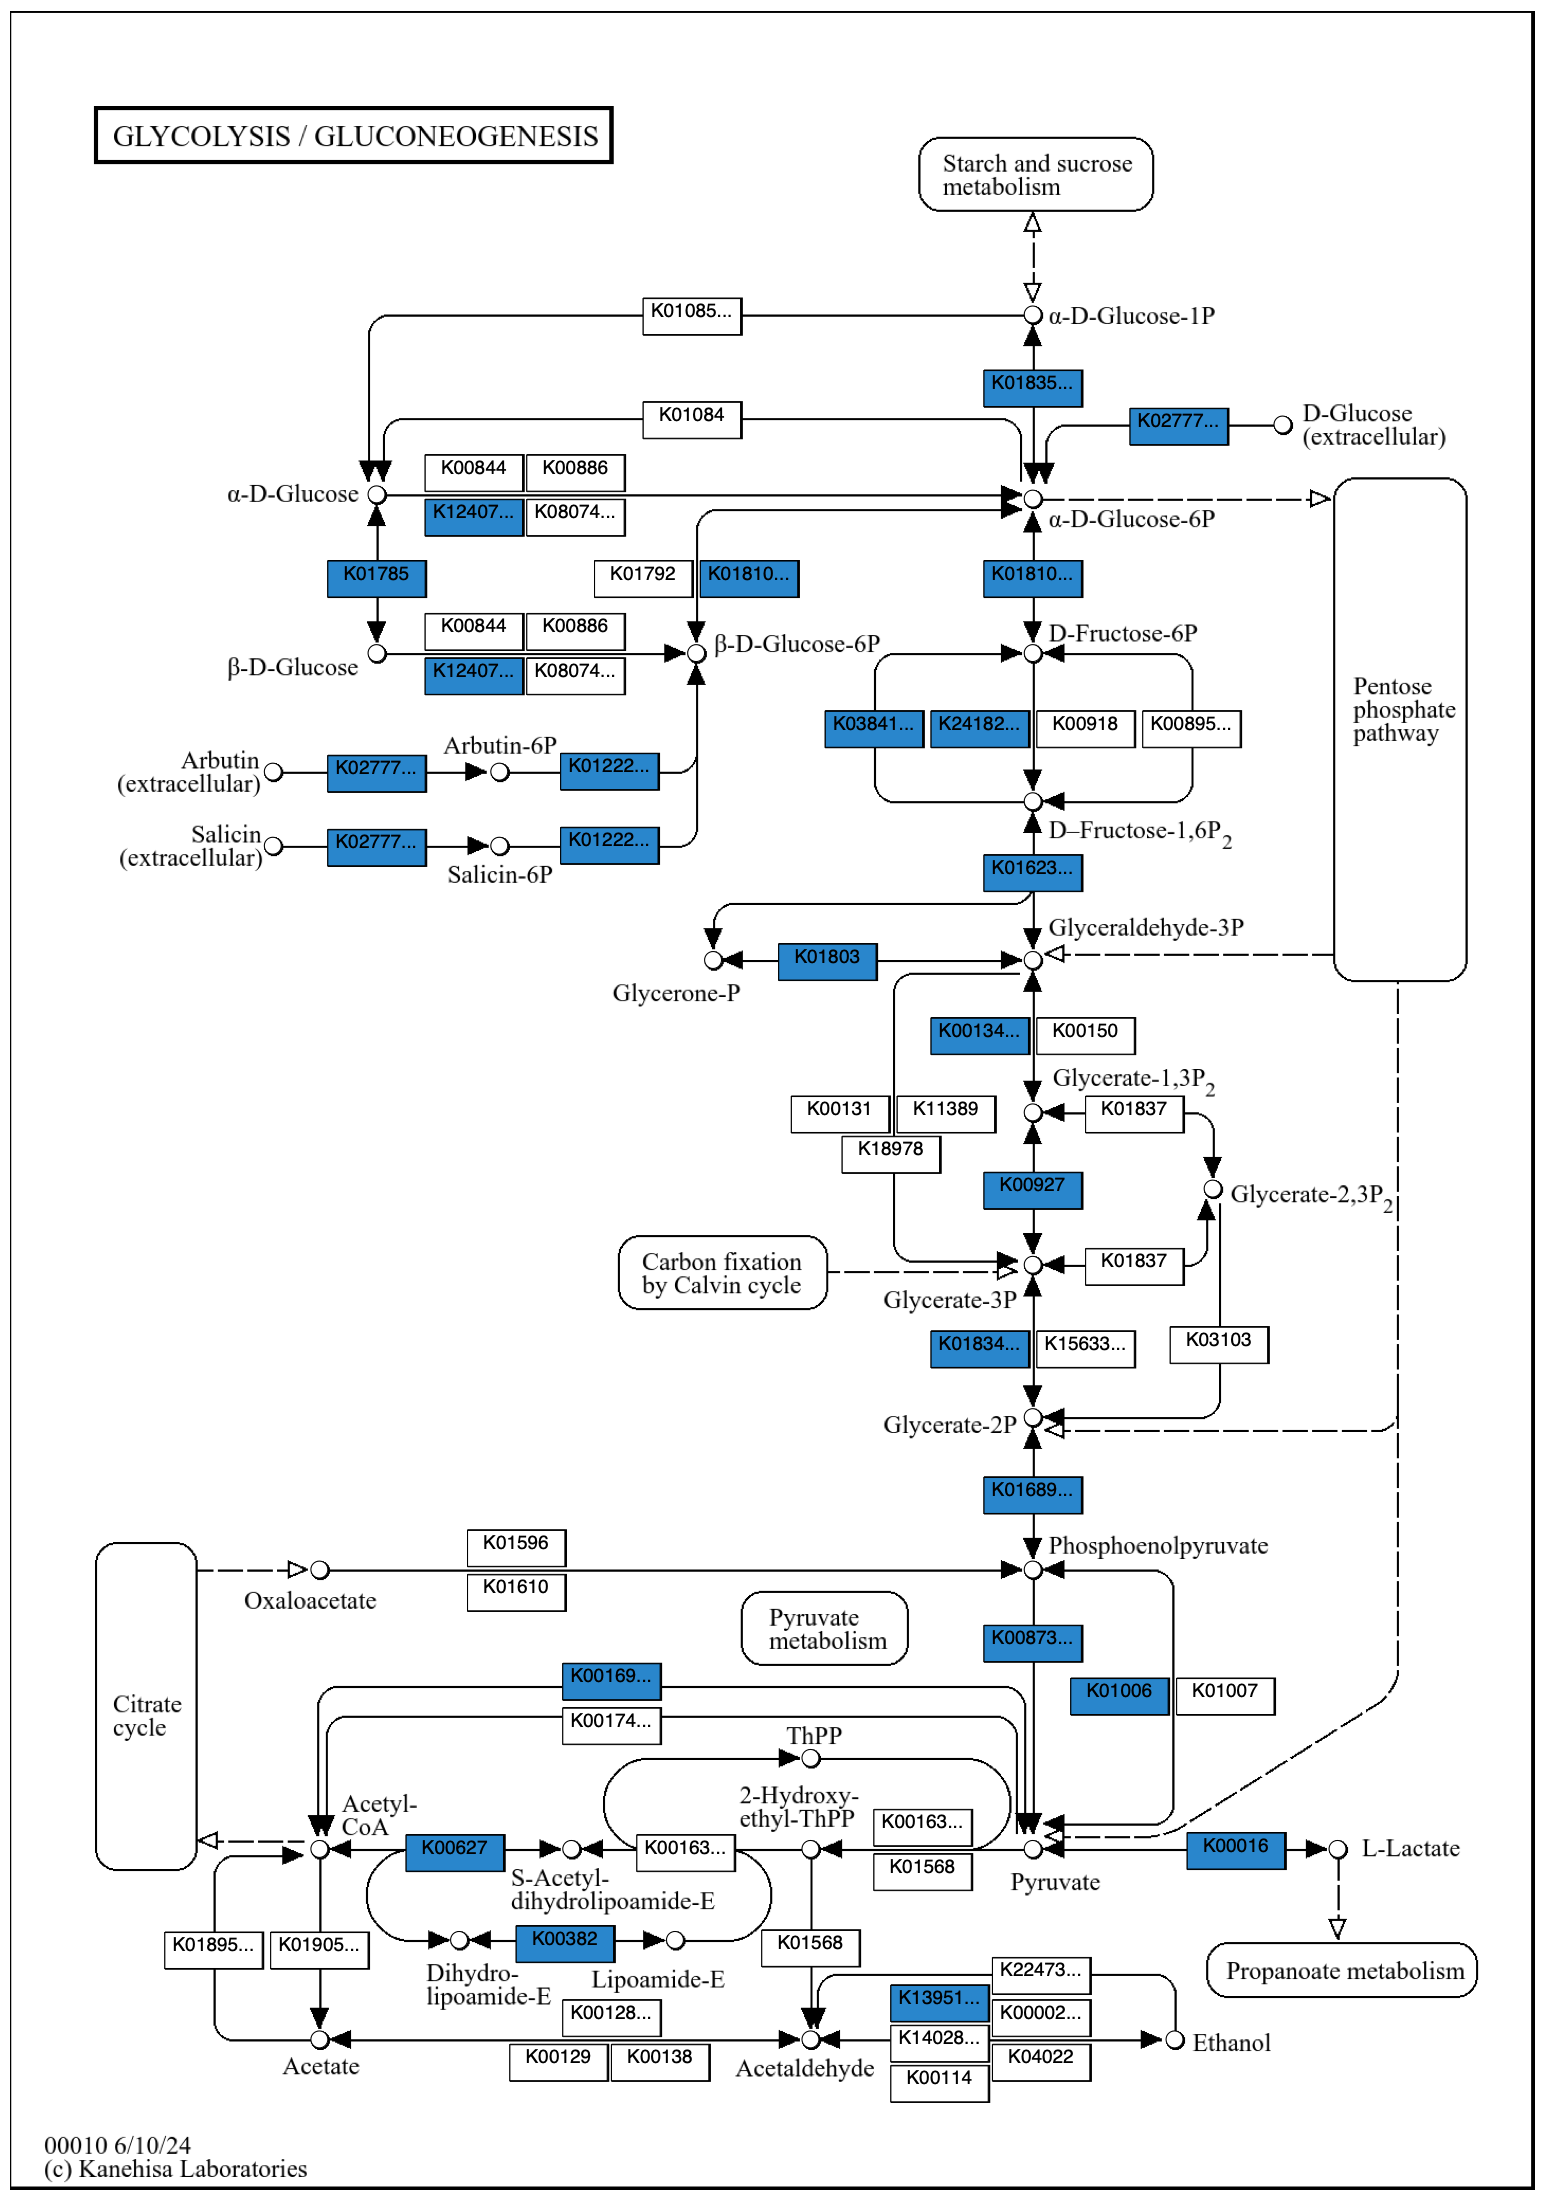 GLYCOLYSIS / GLUCONEOGENESIS
Starch and sucrose
metabolism
K01085...
α-D-Glucose-1P
K01835...
K01084
K02777...
D-Glucose
(extracellular)
K00844
K00886
α-D-Glucose
K12407...
K08074...
α-D-Glucose-6P
K01785
K01792
K01810...
K01810...
K00844
K00886
β-D-Glucose
K12407...
K08074...
β-D-Glucose-6P
D-Fructose-6P
Pentose
phosphate
pathway
K03841...
K24182...
K00918
K00895...
Arbutin
(extracellular)
K02777...
Arbutin-6P
K01222...
Salicin
(extracellular)
K02777...
Salicin-6P
K01222...
D–Fructose-1,6P2
K01623...
Glyceraldehyde-3P
K01803
Glycerone-P
K00134...
K00150
Glycerate-1,3P2
K00131
K11389
K18978
K01837
K00927
Glycerate-2,3P2
Carbon fixation
by Calvin cycle
K01837
Glycerate-3P
K01834...
K15633...
K03103
Glycerate-2P
K01689...
K01596
K01610
Oxaloacetate
Phosphoenolpyruvate
Pyruvate
metabolism
K00873...
Citrate
cycle
K00169...
K00174...
K01006
K01007
ThPP
Acetyl-
CoA
2-Hydroxy-
ethyl-ThPP
K00163...
K00627
K00163...
K01568
K00016
L-Lactate
S-Acetyl-
dihydrolipoamide-E
Pyruvate
K01895...
K01905...
K00382
K01568
Dihydro-
lipoamide-E
Lipoamide-E
K22473...
Propanoate metabolism
K00128...
K13951...
K00002...
Acetate
K14028...
Ethanol
K00129
K00138
Acetaldehyde
K04022
K00114
00010 6/10/24
(c) Kanehisa Laboratories